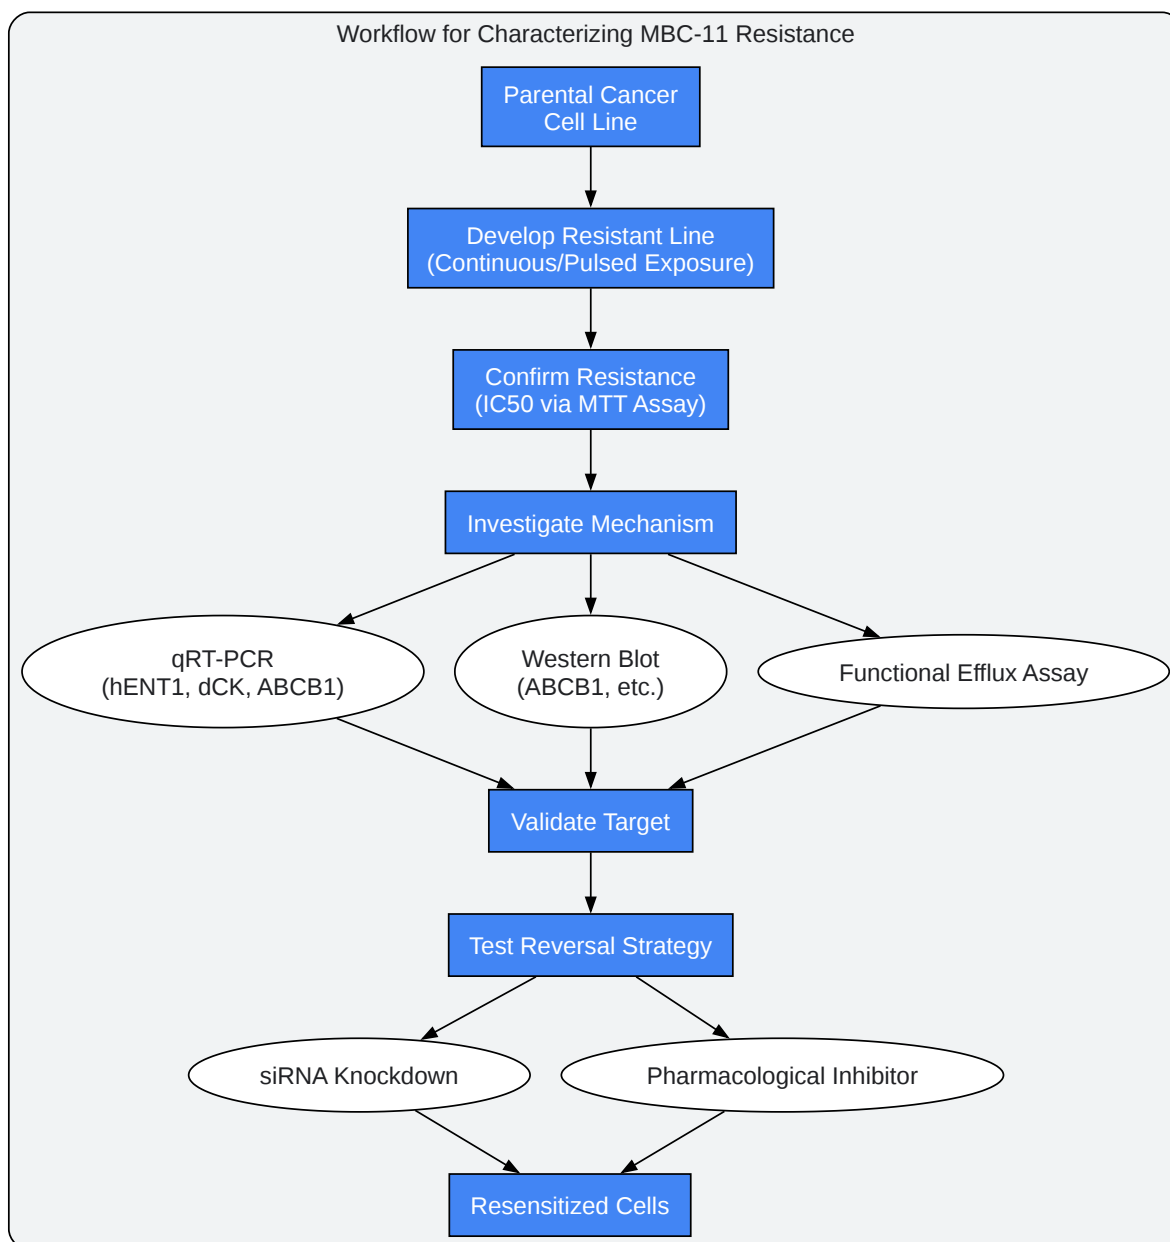 Workflow for Characterizing MBC-11 Resistance
Parental Cancer
Cell Line
Develop Resistant Line
(Continuous/Pulsed Exposure)
Confirm Resistance
(IC50 via MTT Assay)
Investigate Mechanism
qRT-PCR
(hENT1, dCK, ABCB1)
Western Blot
(ABCB1, etc.)
Functional Efflux Assay
Validate Target
Test Reversal Strategy
siRNA Knockdown
Pharmacological Inhibitor
Resensitized Cells